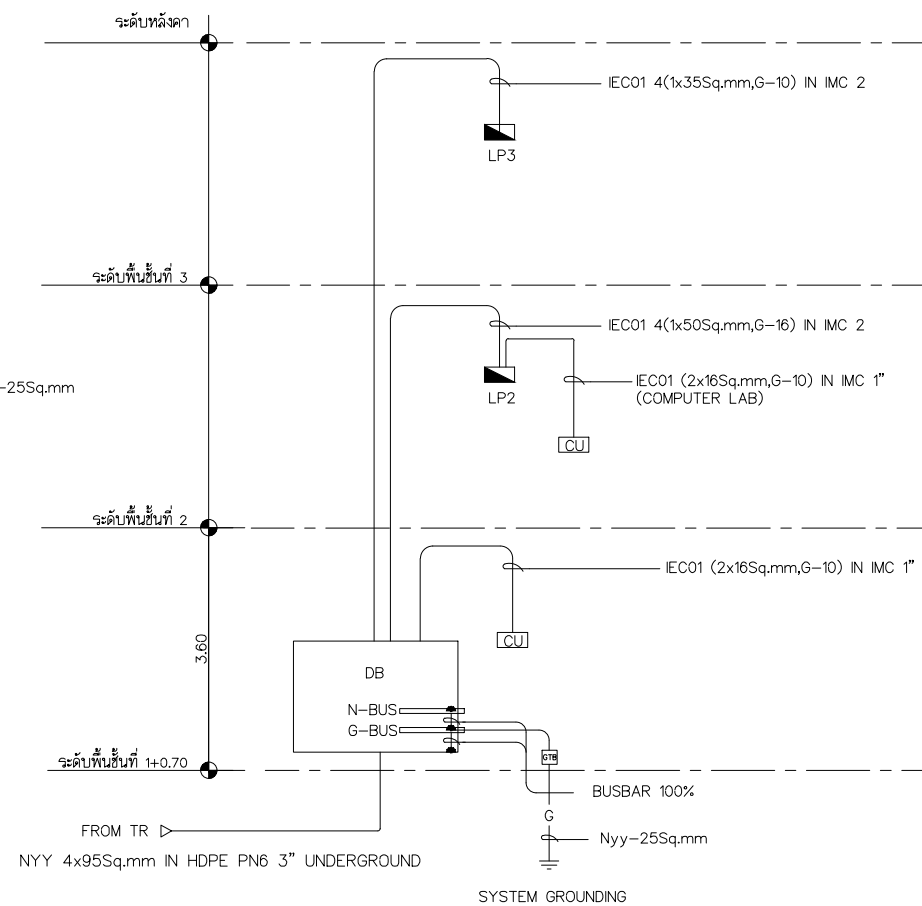 ระดับหลังคา
IEC01 4(1x35Sq.mm,G-10) IN IMC 2
LP3
ระดับพื้นชั้นที่ 3
IEC01 4(1x50Sq.mm,G-16) IN IMC 2
-25Sq.mm
IEC01 (2x16Sq.mm,G-10) IN IMC 1"
(COMPUTER LAB)
LP2
CU
ระดับพื้นชั้นที่ 2
IEC01 (2x16Sq.mm,G-10) IN IMC 1"
CU
3.60
DB
N-BUS
G-BUS
GTB
ระดับพื้นชั้นที่ 1+0.70
BUSBAR 100%
G
FROM TR
Nyy-25Sq.mm
NYY 4x95Sq.mm IN HDPE PN6 3" UNDERGROUND
SYSTEM GROUNDING